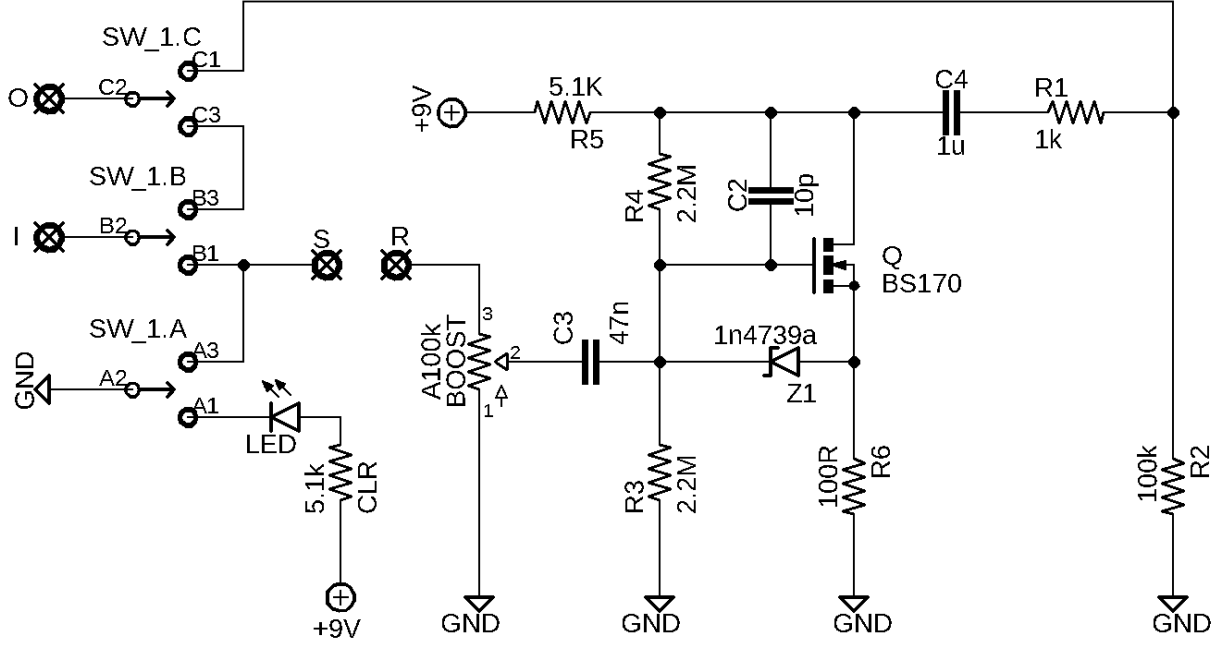 SW_1.C
C1
O
C2
C3
SW_1.B
B3
I
B2
B1
S
R
SW_1.A
A3
GND
A2
A1
LED
5.1k
CLR
+9V
A100k
BOOST
3
2
1
GND
+9V
5.1K
R5
R4
2.2M
C2
10p
C4
1u
R1
1k
Q
BS170
C3
47n
1n4739a
Z1
R3
2.2M
GND
100R
R6
GND
100k
R2
GND